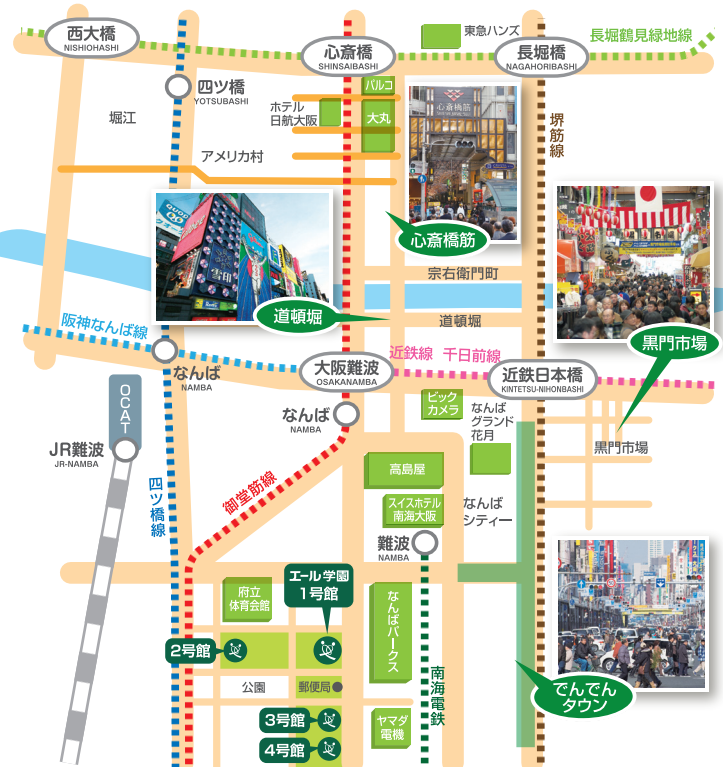 西大橋
NISHIOHASHI
心斎橋
SHINSAIBASHI
東急ハンズ
長堀橋
NAGAHORIBASHI
長堀鶴見緑地線
四ツ橋
YOTSUBASHI
堀江
ホテル
日航大阪
パルコ
大丸
アメリカ村
心斎橋筋
堺筋線
心斎橋筋
宗右衛門町
道頓堀
道頓堀
阪神なんば線
近鉄線 千日前線
黒門市場
なんば
NAMBA
大阪難波
OSAKANAMBA
近鉄日本橋
KINTETSU-NIHONBASHI
OCAT
なんば
NAMBA
ビック
カメラ
なんば
グランド
花月
黒門市場
JR難波
JR-NAMBA
四ツ橋線
御堂筋線
高島屋
スイスホテル
南海大阪
なんば
シティー
難波
NAMBA
府立
体育会館
エール学園
1号館
なんばパークス
2号館
公園
郵便局
南海電鉄
でんでん
タウン
3号館
4号館
ヤマダ
電機